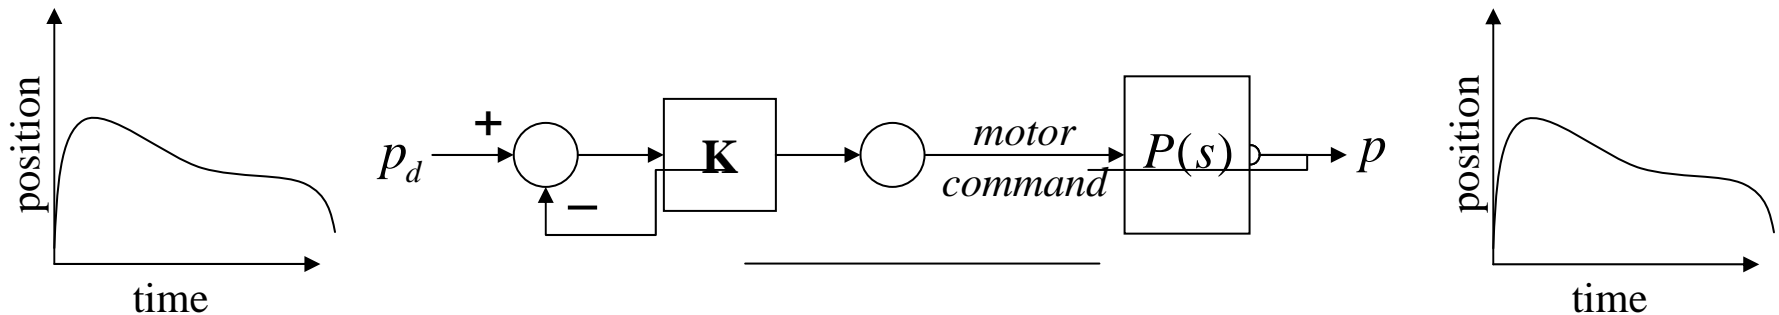 position
time
p_d
+
−
K
motor
command
P(s)
p
position
time